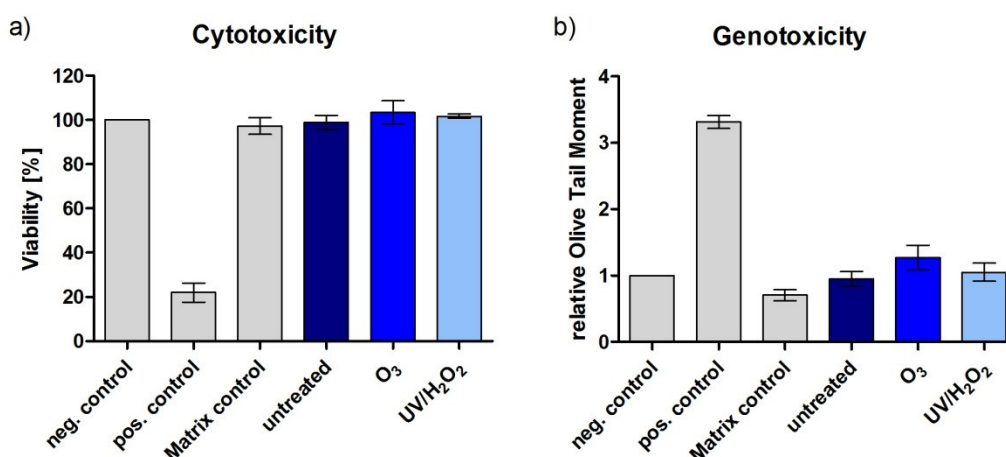 a)
Cytotoxicity
Viability [%]
120
100
80
60
40
20
0
neg. control
pos. control
Matrix control
untreated
O₃
UV/H₂O₂
b)
Genotoxicity
relative Olive Tail Moment
4
3
2
1
0
neg. control
pos. control
Matrix control
untreated
O₃
UV/H₂O₂